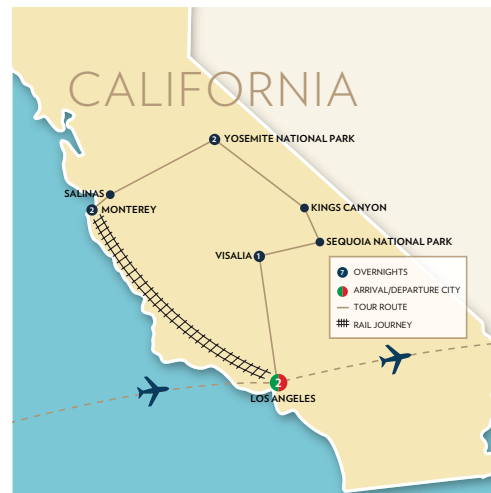 CALIFORNIA
2 YOSEMITE NATIONAL PARK
SALINAS
2 MONTEREY
KINGS CANYON
SEQUOIA NATIONAL PARK
VISALIA 1
7 OVERNIGHTS
ARRIVAL/DEPARTURE CITY
TOUR ROUTE
RAIL JOURNEY
2
LOS ANGELES